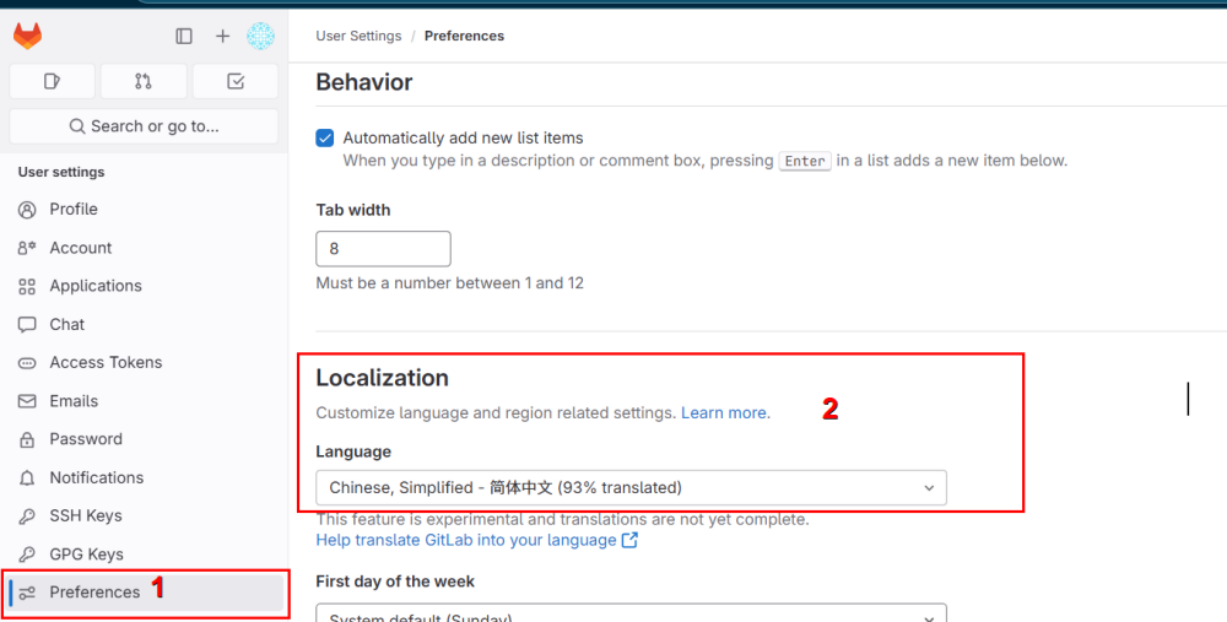 User Settings / Preferences
Search or go to...
User settings
Profile
Account
Applications
Chat
Access Tokens
Emails
Password
Notifications
SSH Keys
GPG Keys
Preferences 1
Behavior
Automatically add new list items
When you type in a description or comment box, pressing Enter in a list adds a new item below.
Tab width
8
Must be a number between 1 and 12
Localization
Customize language and region related settings. Learn more. 2
Language
Chinese, Simplified - 简体中文 (93% translated)
This feature is experimental and translations are not yet complete.
Help translate GitLab into your language
First day of the week
System default (Sunday)